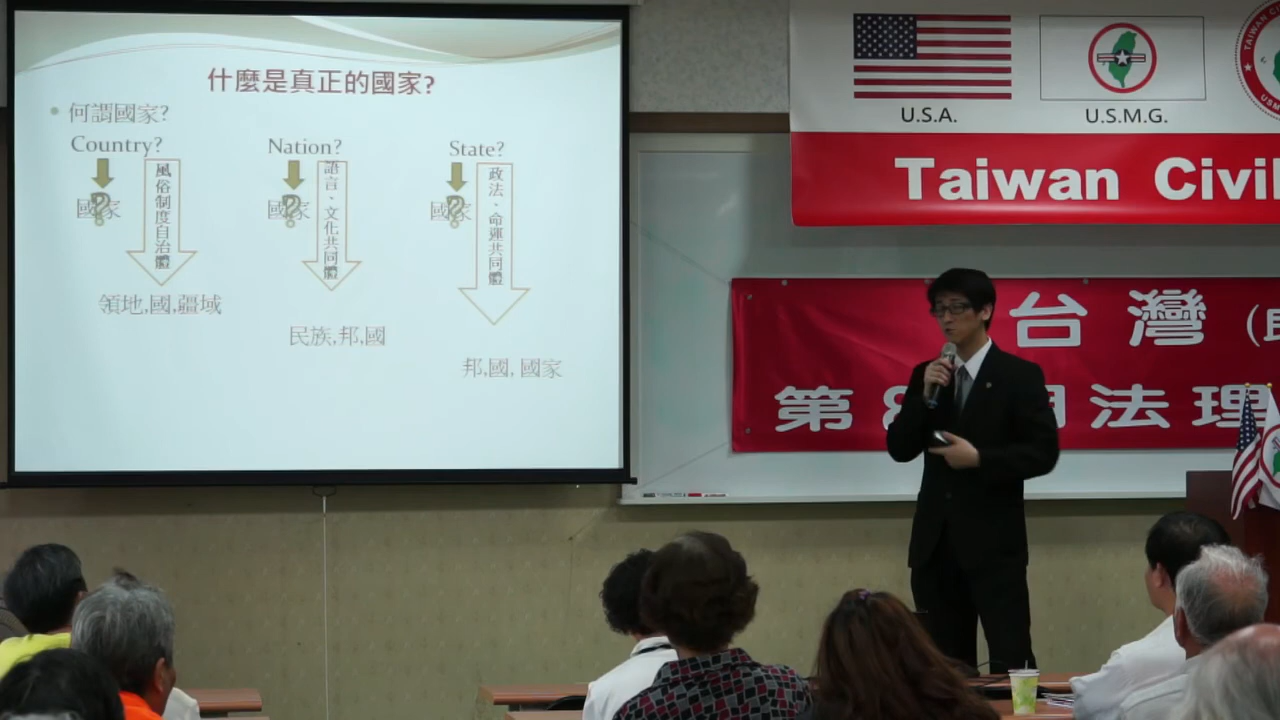 什麼是真正的國家?
何謂國家?
Country?
Nation?
State?
國家?
國家?
國家?
風俗制度自治體
語言、文化共同體
政法、命運共同體
領地,國,疆域
民族,邦,國
邦,國, 國家
U.S.A.
U.S.M.G.
Taiwan Civil
台灣
第8
法理